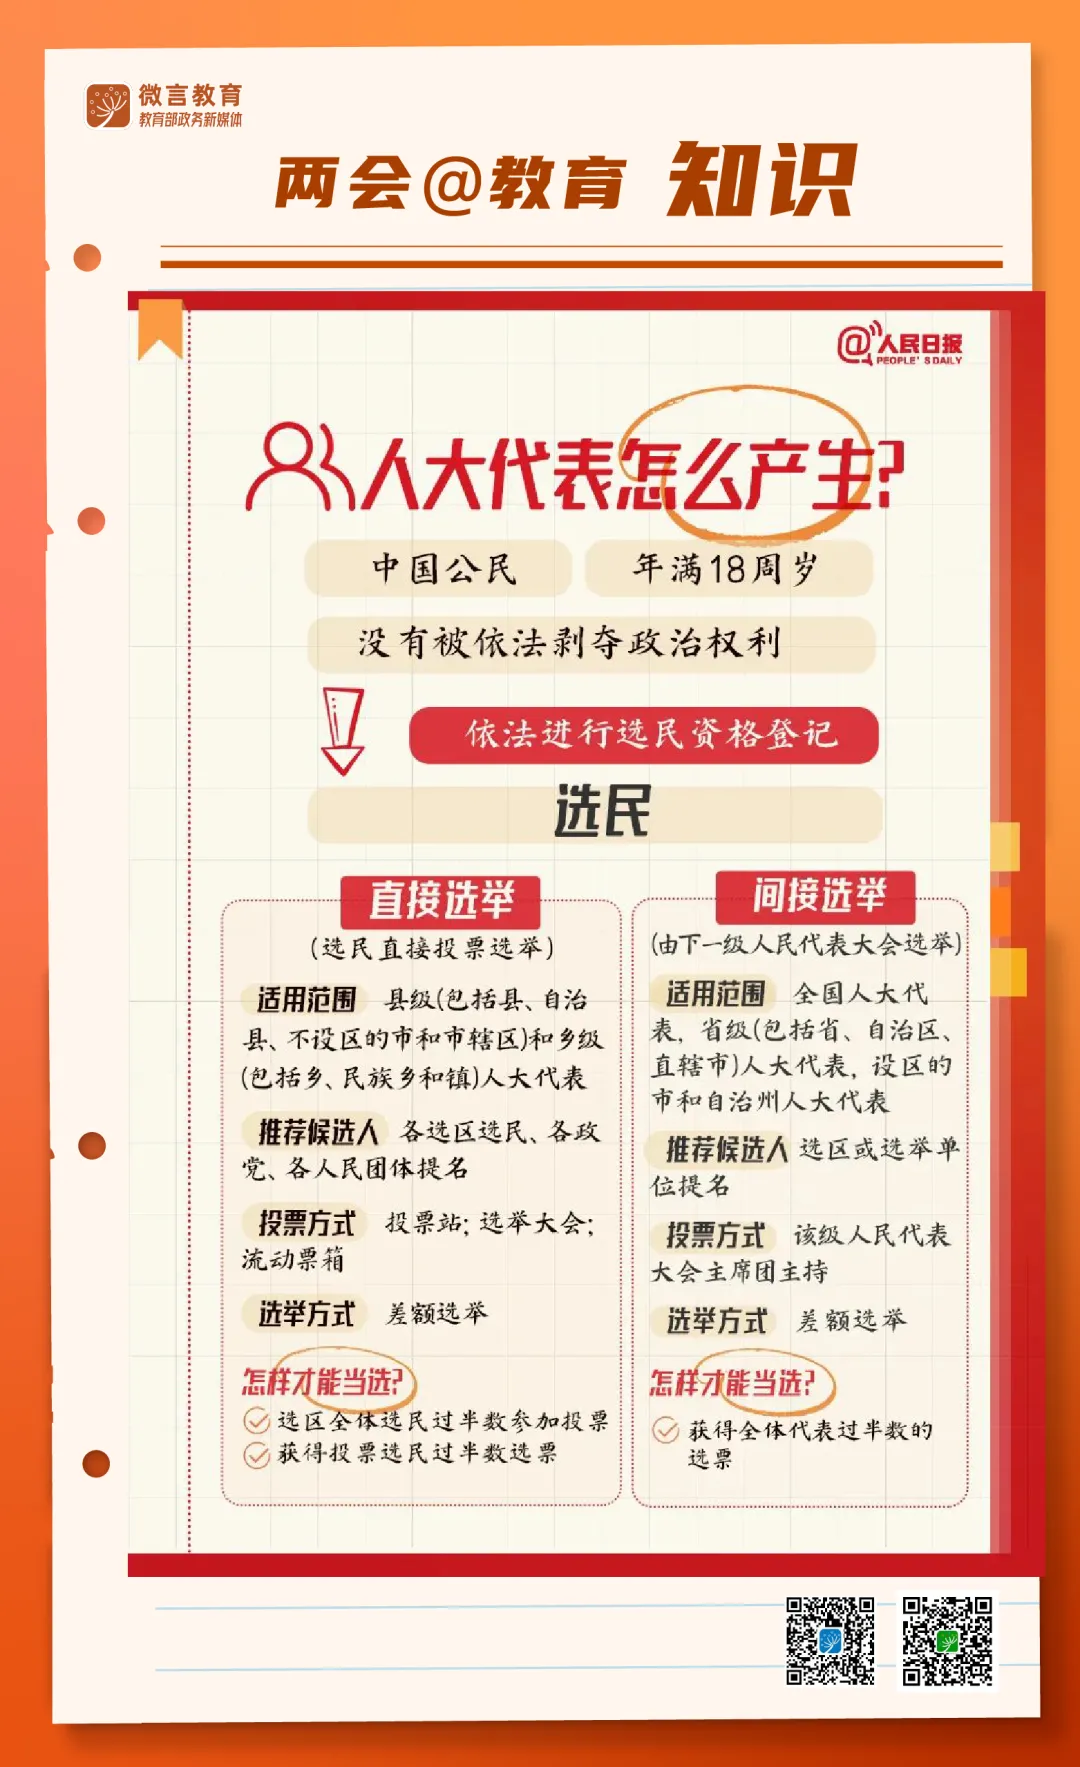 微言教育
教育部政务新媒体
两会@教育 知识
@人民日报
PEOPLE'S DAILY
人大代表怎么产生?
中国公民
年满18周岁
没有被依法剥夺政治权利
依法进行选民资格登记
选民
直接选举
(选民直接投票选举)
适用范围 县级(包括县、自治
县、不设区的市和市辖区)和乡级
(包括乡、民族乡和镇)人大代表
推荐候选人 各选区选民、各政
党、各人民团体提名
投票方式 投票站;选举大会;
流动票箱
选举方式 差额选举
怎样才能当选?
选区全体选民过半数参加投票
获得投票选民过半数选票
间接选举
(由下一级人民代表大会选举)
适用范围 全国人大代
表,省级(包括省、自治区、
直辖市)人大代表,设区的
市和自治州人大代表
推荐候选人 选区或选举单
位提名
投票方式 该级人民代表
大会主席团主持
选举方式 差额选举
怎样才能当选?
获得全体代表过半数的
选票